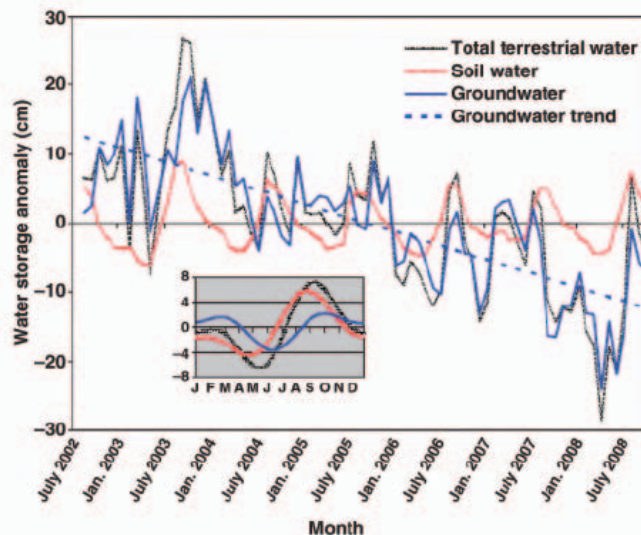 30
20
10
0
−10
−20
−30
Water storage anomaly (cm)
Total terrestrial water
Soil water
Groundwater
Groundwater trend
8
4
0
−4
−8
J F M A M J J A S O N D
July 2002
Jan. 2003
July 2003
Jan. 2004
July 2004
Jan. 2005
July 2005
Jan. 2006
July 2006
Jan. 2007
July 2007
Jan. 2008
July 2008
Month